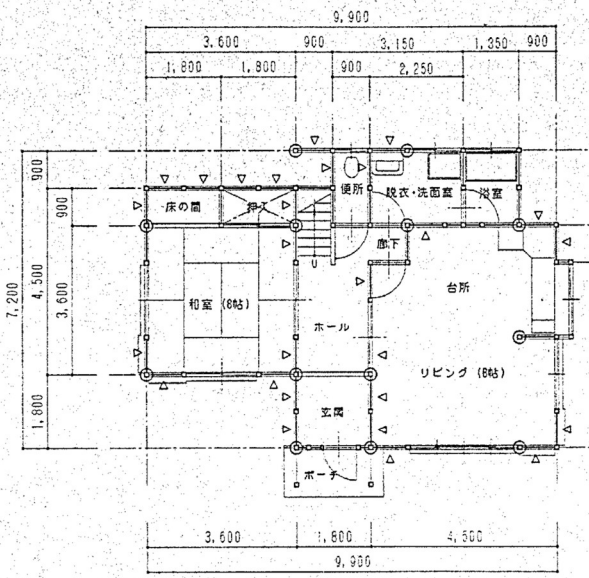 9,900
3,600
900
3,150
1,350
900
1,800
1,800
900
2,250
900
900
7,200
4,500
3,600
1,800
便所
脱衣・洗面室
浴室
床の間
押入
廊下
U
台所
和室 (8帖)
ホール
リビング (8帖)
玄関
ポーチ
3,600
1,800
4,500
9,900